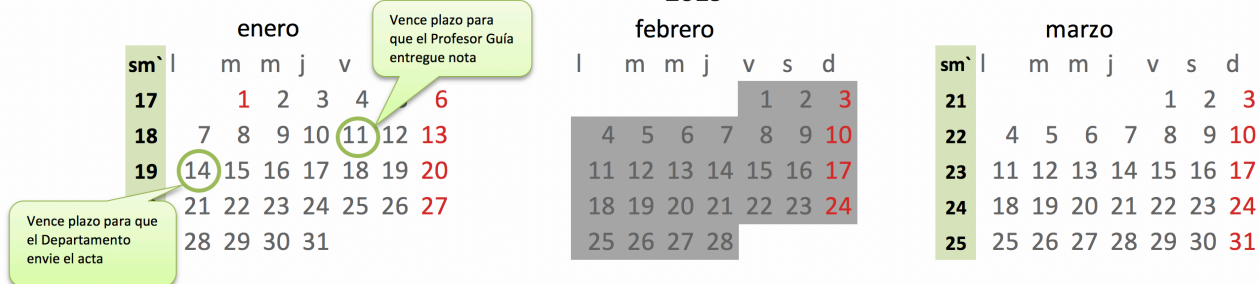 enero
febrero
marzo
Vence plazo para
que el Profesor Guía
entregue nota
sm` l m m j v
l m m j v s d
sm` l m m j v s d
17 1 2 3 4 6
1 2 3
21 1 2 3
18 7 8 9 10 11 12 13
4 5 6 7 8 9 10
22 4 5 6 7 8 9 10
19 14 15 16 17 18 19 20
11 12 13 14 15 16 17
23 11 12 13 14 15 16 17
21 22 23 24 25 26 27
18 19 20 21 22 23 24
24 18 19 20 21 22 23 24
28 29 30 31
25 26 27 28
25 25 26 27 28 29 30 31
Vence plazo para que
el Departamento
envie el acta